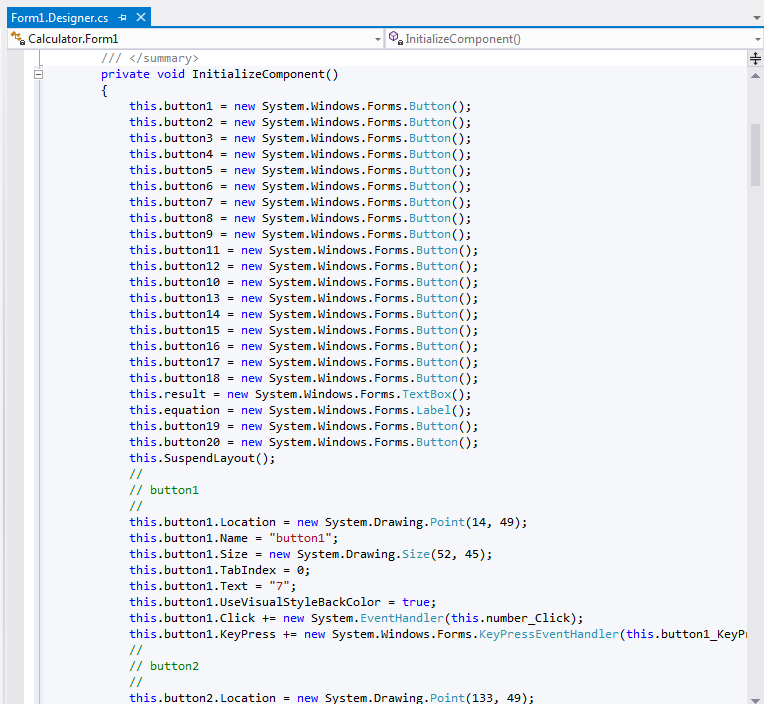 Form1.Designer.cs
Calculator.Form1
InitializeComponent()
/// </summary>
private void InitializeComponent()
{
this.button1 = new System.Windows.Forms.Button();
this.button2 = new System.Windows.Forms.Button();
this.button3 = new System.Windows.Forms.Button();
this.button4 = new System.Windows.Forms.Button();
this.button5 = new System.Windows.Forms.Button();
this.button6 = new System.Windows.Forms.Button();
this.button7 = new System.Windows.Forms.Button();
this.button8 = new System.Windows.Forms.Button();
this.button9 = new System.Windows.Forms.Button();
this.button11 = new System.Windows.Forms.Button();
this.button12 = new System.Windows.Forms.Button();
this.button10 = new System.Windows.Forms.Button();
this.button13 = new System.Windows.Forms.Button();
this.button14 = new System.Windows.Forms.Button();
this.button15 = new System.Windows.Forms.Button();
this.button16 = new System.Windows.Forms.Button();
this.button17 = new System.Windows.Forms.Button();
this.button18 = new System.Windows.Forms.Button();
this.result = new System.Windows.Forms.TextBox();
this.equation = new System.Windows.Forms.Label();
this.button19 = new System.Windows.Forms.Button();
this.button20 = new System.Windows.Forms.Button();
this.SuspendLayout();
//
// button1
//
this.button1.Location = new System.Drawing.Point(14, 49);
this.button1.Name = "button1";
this.button1.Size = new System.Drawing.Size(52, 45);
this.button1.TabIndex = 0;
this.button1.Text = "7";
this.button1.UseVisualStyleBackColor = true;
this.button1.Click += new System.EventHandler(this.number_Click);
this.button1.KeyPress += new System.Windows.Forms.KeyPressEventHandler(this.button1_KeyP
//
// button2
//
this.button2.Location = new System.Drawing.Point(133, 49);